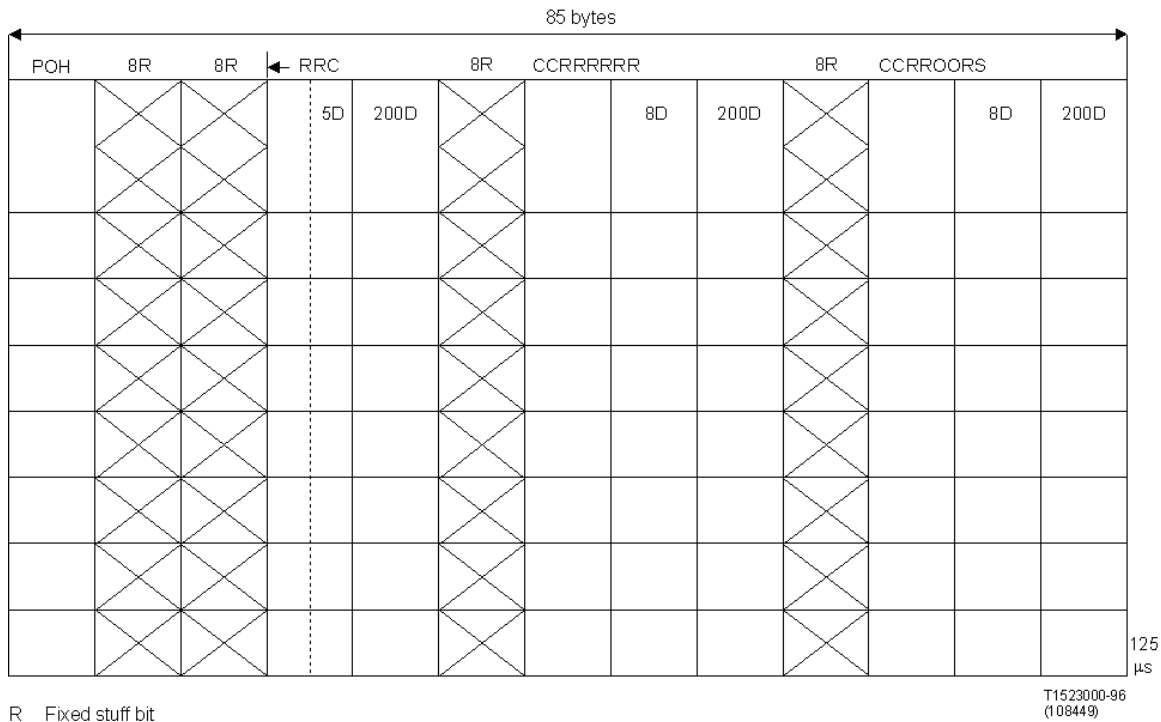 85 bytes
POH 8R 8R RRC 8R CCRRRRRR 8R CCRROORS
5D 200D 8D 200D 8D 200D
125
µs
T1523000-96
(108449)
R Fixed stuff bit